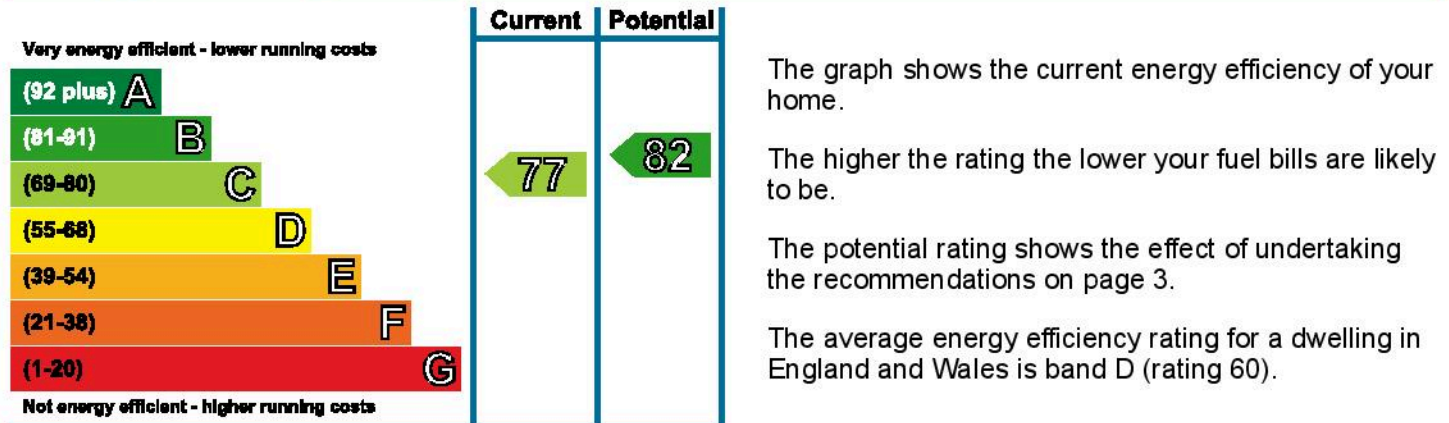 Current Potential
Very energy efficient - lower running costs
(92 plus) A
(81-91) B
(69-80) C
(55-68) D
(39-54) E
(21-38) F
(1-20) G
Not energy efficient - higher running costs
77
82
The graph shows the current energy efficiency of your
home.
The higher the rating the lower your fuel bills are likely
to be.
The potential rating shows the effect of undertaking
the recommendations on page 3.
The average energy efficiency rating for a dwelling in
England and Wales is band D (rating 60).